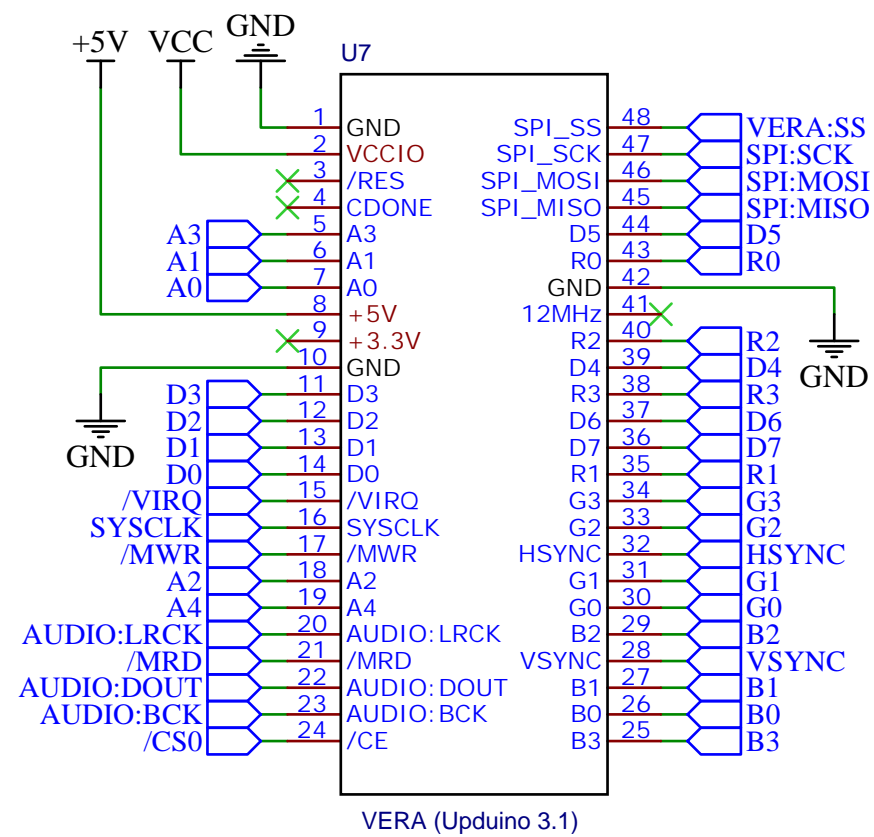 +5V VCC GND
U7
1 GND SPI_SS 48 VERA:SS
2 VCCIO SPI_SCK 47 SPI:SCK
3 /RES SPI_MOSI 46 SPI:MOSI
4 CDONE SPI_MISO 45 SPI:MISO
A3 5 A3 D5 44 D5
A1 6 A1 R0 43 R0
A0 7 A0 GND 42
8 +5V 12MHz 41
9 +3.3V R2 40 R2
10 GND D4 39 D4
GND
D3 11 D3 R3 38 R3
D2 12 D2 D6 37 D6
D1 13 D1 D7 36 D7
GND
D0 14 D0 R1 35 R1
/VIRQ 15 /VIRQ G3 34 G3
SYSCLK 16 SYSCLK G2 33 G2
/MWR 17 /MWR HSYNC 32 HSYNC
A2 18 A2 G1 31 G1
A4 19 A4 G0 30 G0
AUDIO:LRCK 20 AUDIO:LRCK B2 29 B2
/MRD 21 /MRD VSYNC 28 VSYNC
AUDIO:DOUT 22 AUDIO:DOUT B1 27 B1
AUDIO:BCK 23 AUDIO:BCK B0 26 B0
/CS0 24 /CE B3 25 B3
VERA (Upduino 3.1)